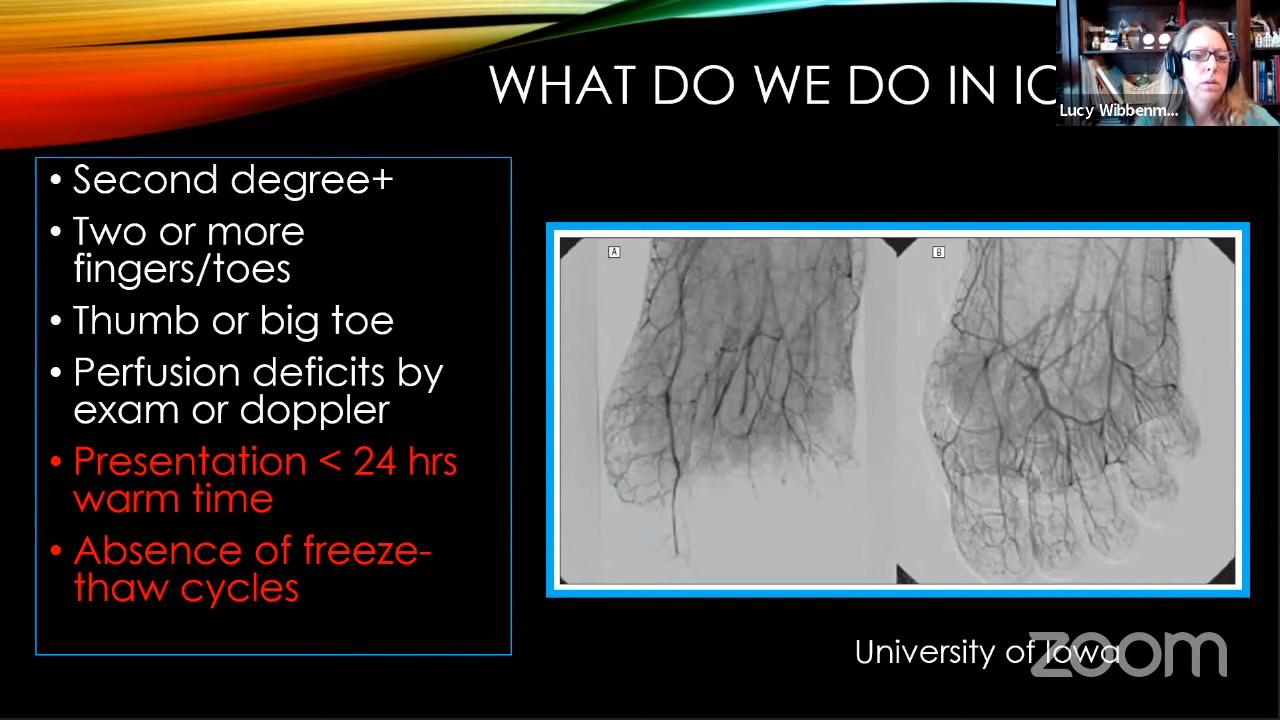 WHAT DO WE DO IN IO
Lucy Wibbenm...
• Second degree+
• Two or more
fingers/toes
• Thumb or big toe
• Perfusion deficits by
exam or doppler
• Presentation < 24 hrs
warm time
• Absence of freeze-
thaw cycles
A
B
University of Iowa
zoom